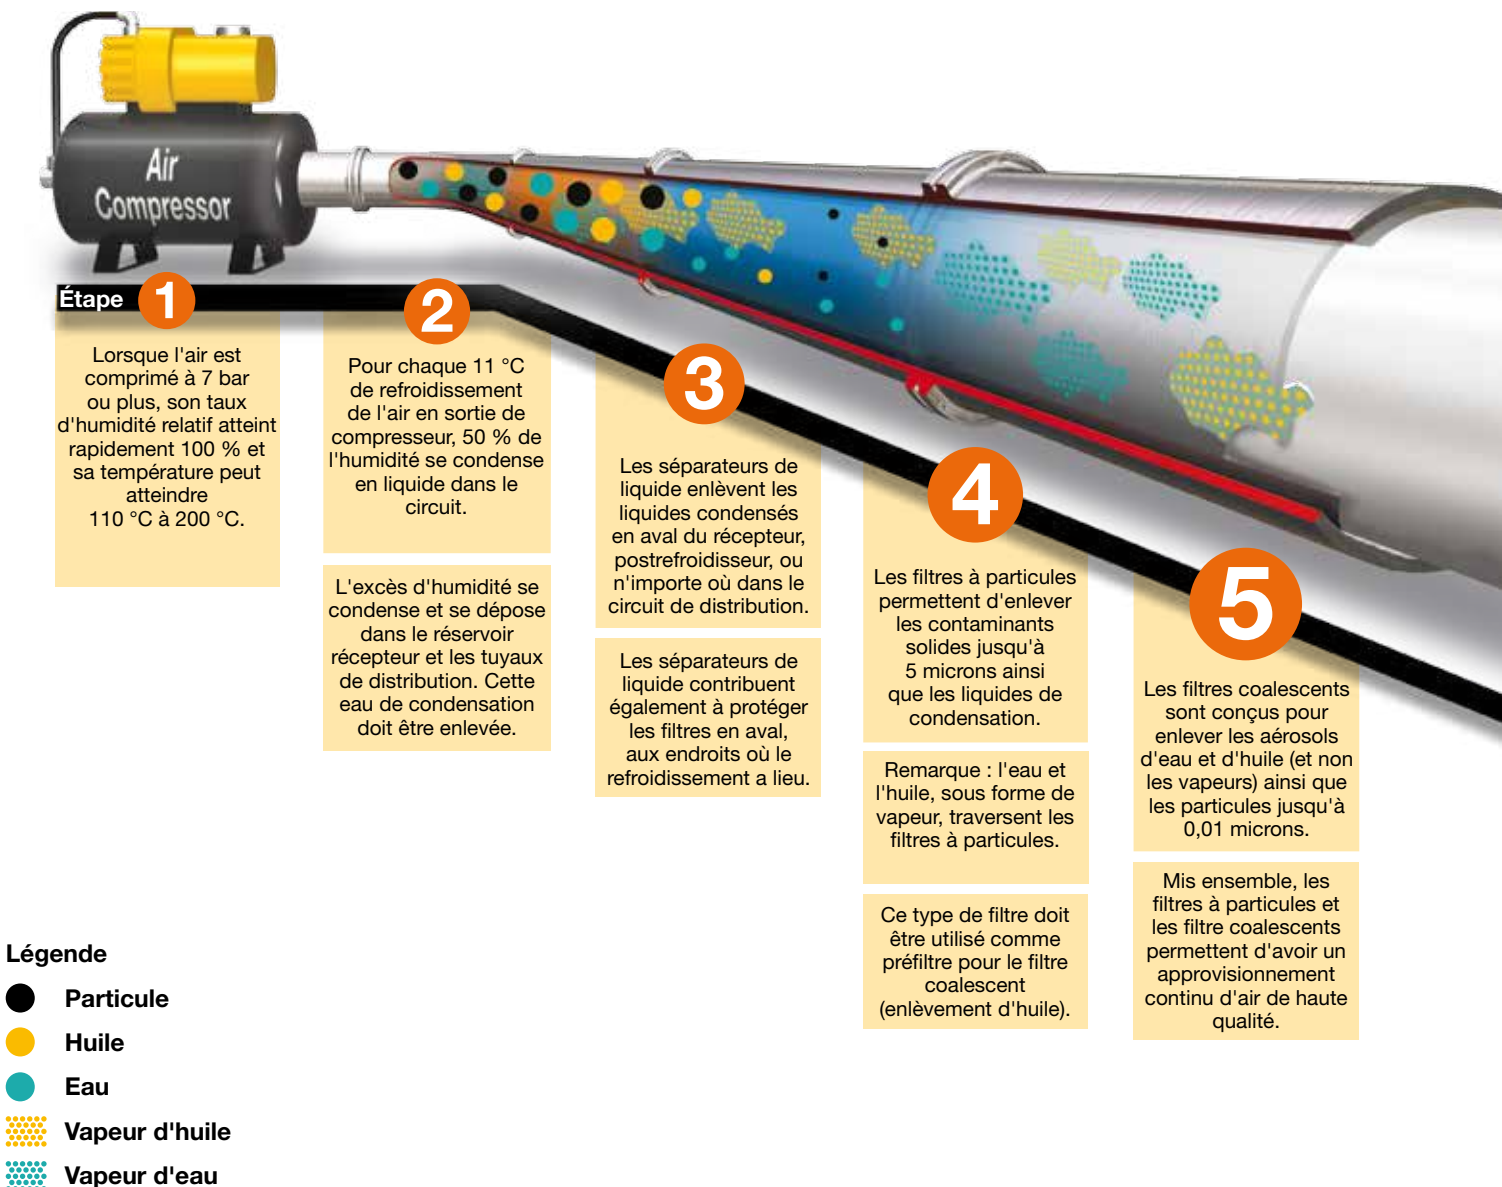 Air
Compressor
Étape 1
Lorsque l'air est
comprimé à 7 bar
ou plus, son taux
d'humidité relatif atteint
rapidement 100 % et
sa température peut
atteindre
110 °C à 200 °C.
2
Pour chaque 11 °C
de refroidissement
de l'air en sortie de
compresseur, 50 % de
l'humidité se condense
en liquide dans le
circuit.
L'excès d'humidité se
condense et se dépose
dans le réservoir
récepteur et les tuyaux
de distribution. Cette
eau de condensation
doit être enlevée.
3
Les séparateurs de
liquide enlèvent les
liquides condensés
en aval du récepteur,
postrefroidisseur, ou
n'importe où dans le
circuit de distribution.
Les séparateurs de
liquide contribuent
également à protéger
les filtres en aval,
aux endroits où le
refroidissement a lieu.
4
Les filtres à particules
permettent d'enlever
les contaminants
solides jusqu'à
5 microns ainsi
que les liquides de
condensation.
Remarque : l'eau et
l'huile, sous forme de
vapeur, traversent les
filtres à particules.
Ce type de filtre doit
être utilisé comme
préfiltre pour le filtre
coalescent
(enlèvement d'huile).
5
Les filtres coalescents
sont conçus pour
enlever les aérosols
d'eau et d'huile (et non
les vapeurs) ainsi que
les particules jusqu'à
0,01 microns.
Mis ensemble, les
filtres à particules et
les filtre coalescents
permettent d'avoir un
approvisionnement
continu d'air de haute
qualité.
Légende
Particule
Huile
Eau
Vapeur d'huile
Vapeur d'eau